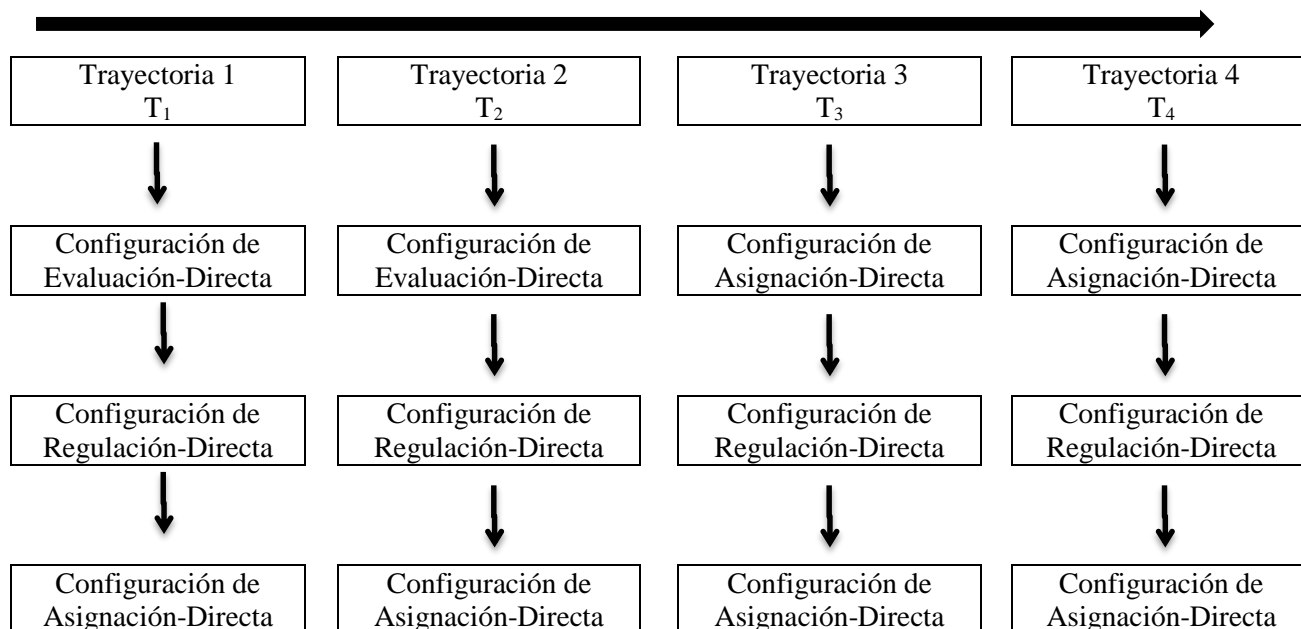 Trayectoria 1
T₁
Trayectoria 2
T₂
Trayectoria 3
T₃
Trayectoria 4
T₄
Configuración de
Evaluación-Directa
Configuración de
Evaluación-Directa
Configuración de
Asignación-Directa
Configuración de
Asignación-Directa
Configuración de
Regulación-Directa
Configuración de
Regulación-Directa
Configuración de
Regulación-Directa
Configuración de
Regulación-Directa
Configuración de
Asignación-Directa
Configuración de
Asignación-Directa
Configuración de
Asignación-Directa
Configuración de
Asignación-Directa